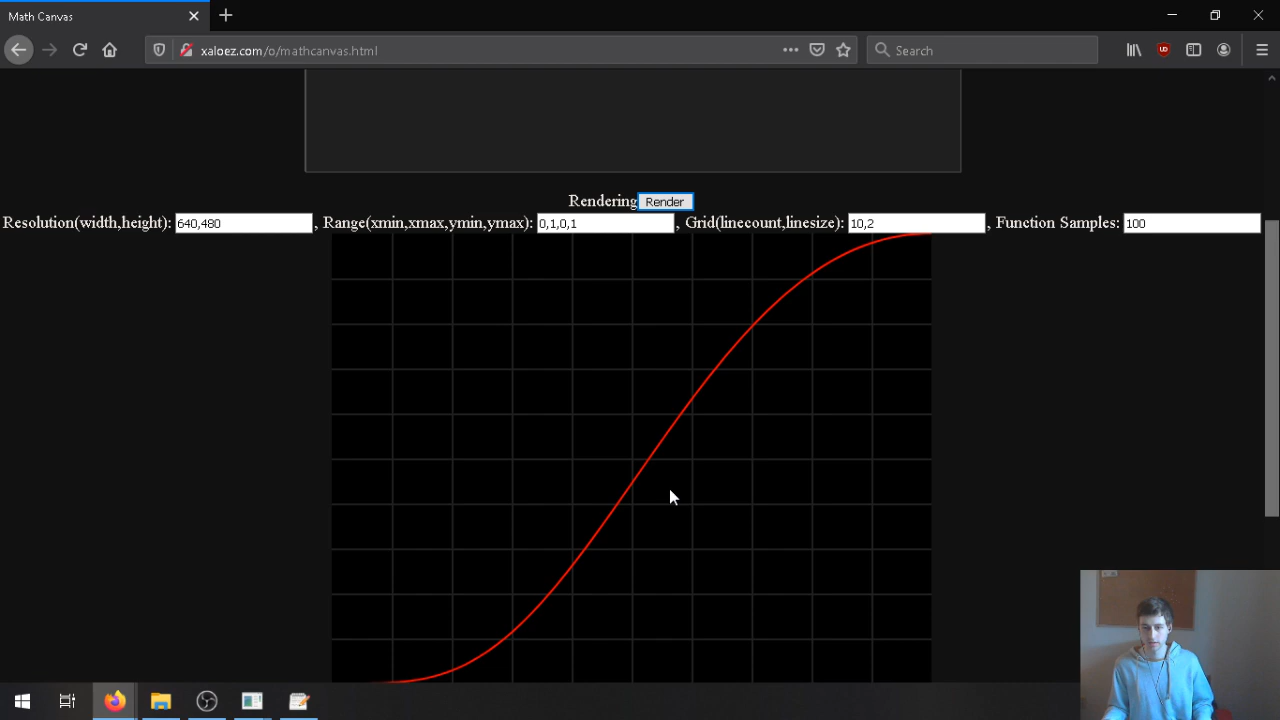 Math Canvas
xaloez.com/o/mathcanvas.html
Search
Rendering Render
Resolution(width,height): 640,480 , Range(xmin,xmax,ymin,ymax): 0,1,0,1 , Grid(linecount,linesize): 10,2 , Function Samples: 100